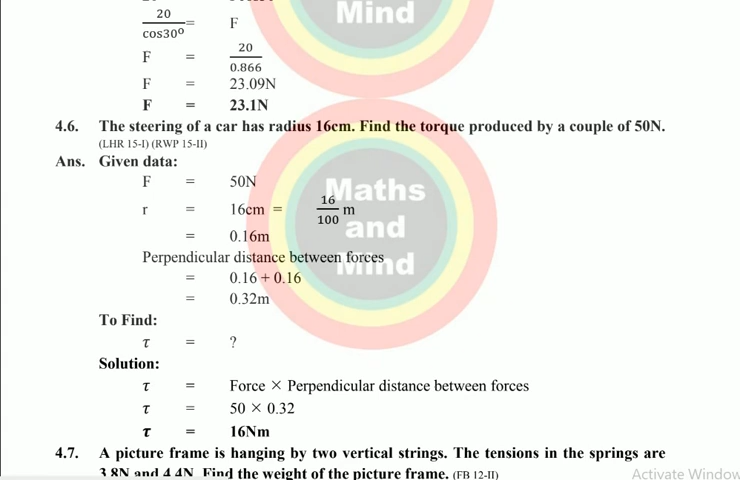 Mind
20
cos30⁰ = F
F = 20
0.866
F = 23.09N
F = 23.1N
4.6. The steering of a car has radius 16cm. Find the torque produced by a couple of 50N.
(LHR 15-I) (RWP 15-II)
Ans. Given data:
F = 50N
Maths
r = 16cm = 16/100 m
and
= 0.16m
Perpendicular distance between forces
Mind
= 0.16 + 0.16
= 0.32m
To Find:
τ = ?
Solution:
τ = Force × Perpendicular distance between forces
τ = 50 × 0.32
τ = 16Nm
4.7. A picture frame is hanging by two vertical strings. The tensions in the springs are
3.8N and 4.4N. Find the weight of the picture frame. (FB 12-II)
Activate Window